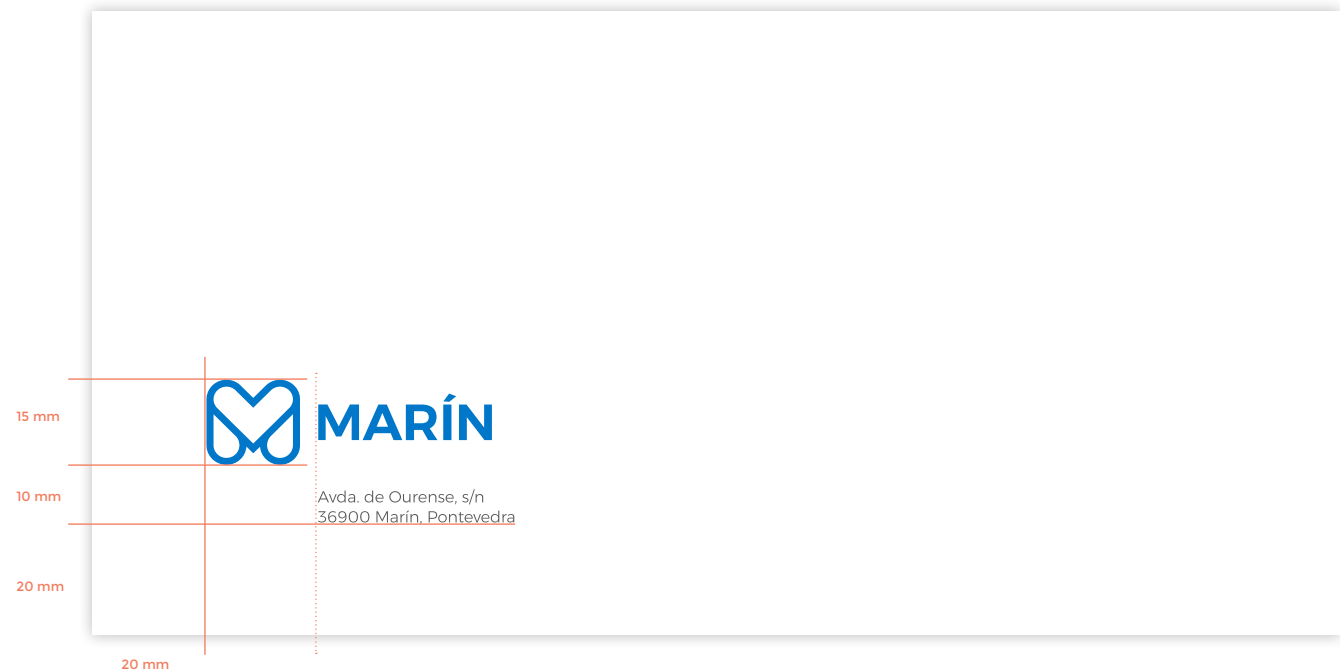 15 mm
MARÍN
10 mm
Avda. de Ourense, s/n
36900 Marín, Pontevedra
20 mm
20 mm